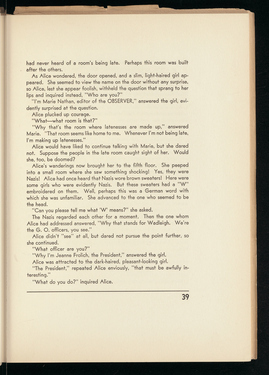 had never heard of a room's being late. Perhaps this room was built
after the others.
As Alice wondered, the door opened, and a slim, light-haired girl ap-
peared. She seemed to view the name on the door without any surprise,
so Alice, lest she appear foolish, withheld the question that sprang to her
lips and inquired instead, "Who are you?"
"I'm Marie Nathan, editor of the OBSERVER," answered the girl, evi-
dently surprised at the question.
Alice plucked up courage.
"What—what room is that?"
"Why that's the room where latenesses are made up," answered
Marie. "That room seems like home to me. Whenever I'm not being late,
I'm making up latenesses."
Alice would have liked to continue talking with Marie, but she dared
not. Suppose the people in the late room caught sight of her. Would
she, too, be doomed?
Alice's wanderings now brought her to the fifth floor. She peeped
into a small room where she saw something shocking! Yes, they were
Nazis! Alice had once heard that Nazis wore brown sweaters! Here were
some girls who were evidently Nazis. But these sweaters had a "W"
embroidered on them. Well, perhaps this was a German word with
which she was unfamiliar. She advanced to the one who seemed to be
the head.
"Can you please tell me what 'W' means?" she asked.
The Nazis regarded each other for a moment. Then the one whom
Alice had addressed answered, "Why that stands for Wadleigh. We're
the G. O. officers, you see."
Alice didn't "see" at all, but dared not pursue the point further, so
she continued.
"What officer are you?"
"Why I'm Jeanne Frolich, the President," answered the girl.
Alice was attracted to the dark-haired, pleasant-looking girl.
"The President," repeated Alice enviously, "that must be awfully in-
teresting."
"What do you do?" inquired Alice.
39